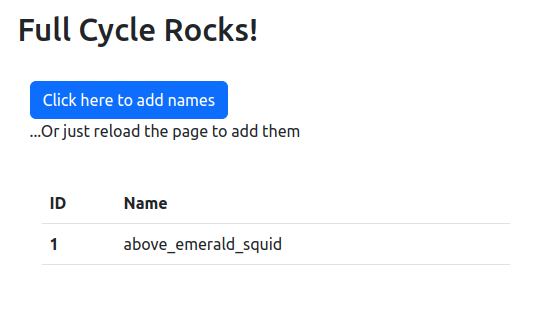 Full Cycle Rocks!
Click here to add names
...Or just reload the page to add them
ID Name
1 above_emerald_squid